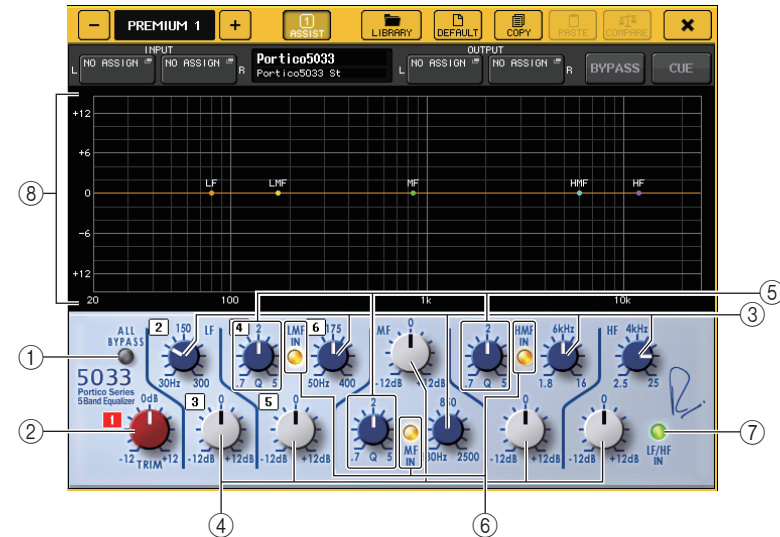 PREMIUM 1
1
ASSIST
LIBRARY
DEFAULT
COPY
PASTE
COMPARE
INPUT
L NO ASSIGN NO ASSIGN R
Portico5033
Portico5033 St
OUTPUT
L NO ASSIGN NO ASSIGN R
BYPASS
CUE
+12
+6
0
-6
+12
LF LMF MF HMF HF
20 100 1k 10k
8
5
3
1
2
4
6
7
ALL
BYPASS
5033
Portico Series
5Band Equalizer
1
0dB
-12 +12
TRIM
2 150 LF
30Hz 300
3 0
-12dB +12dB
4 2
.7 Q 5
LMF
IN
5 0
-12dB +12dB
6 175
50Hz 400
MF 0
-12dB +12dB
2
.7 Q 5
MF
IN
850
2500
2
.7 Q 5
HMF
IN
6kHz
1.8 16
0
-12dB +12dB
HF 4kHz
2.5 25
0
-12dB +12dB
LF/HF
IN